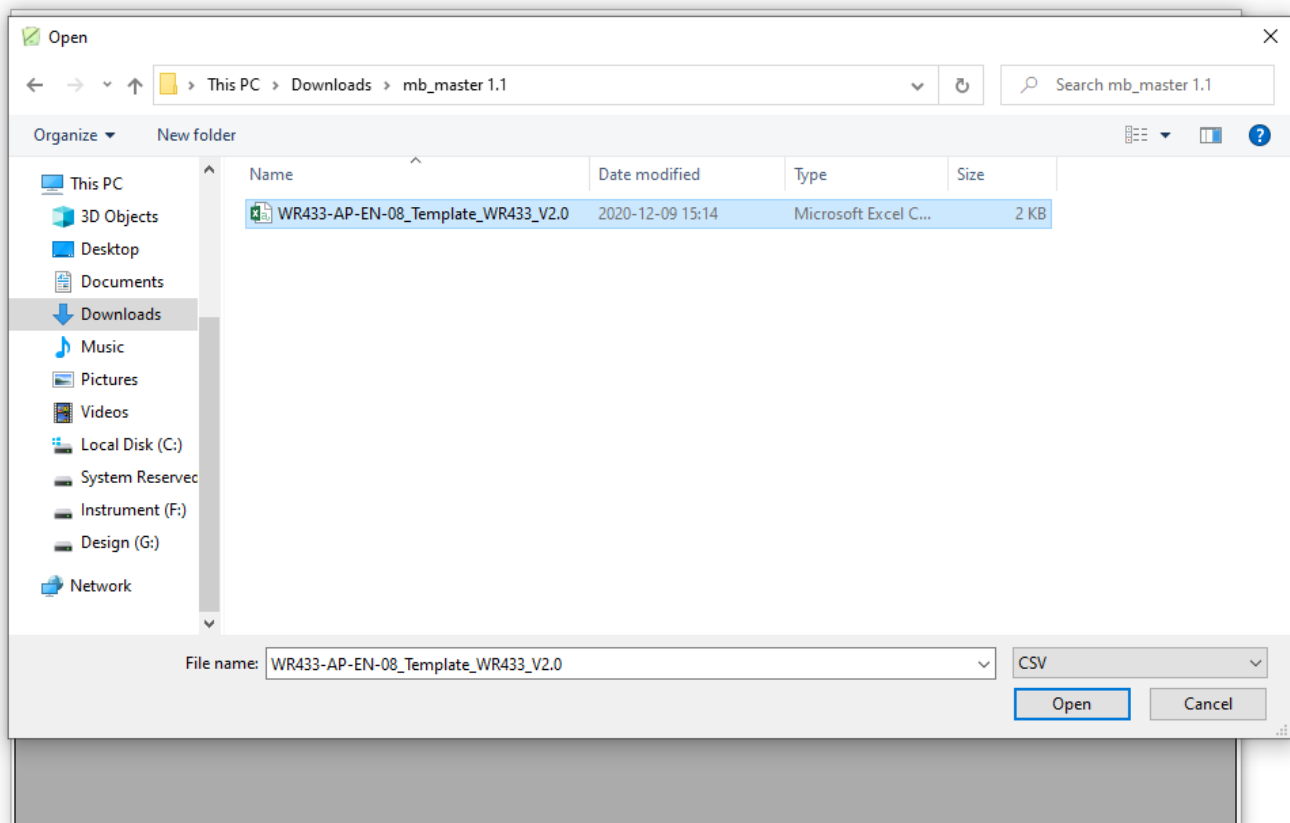 Open
This PC > Downloads > mb_master 1.1
Search mb_master 1.1
Organize
New folder
?
This PC
3D Objects
Desktop
Documents
Downloads
Music
Pictures
Videos
Local Disk (C:)
System Reserved
Instrument (F:)
Design (G:)
Network
Name Date modified Type Size
WR433-AP-EN-08_Template_WR433_V2.0 2020-12-09 15:14 Microsoft Excel C... 2 KB
File name: WR433-AP-EN-08_Template_WR433_V2.0 CSV
Open Cancel